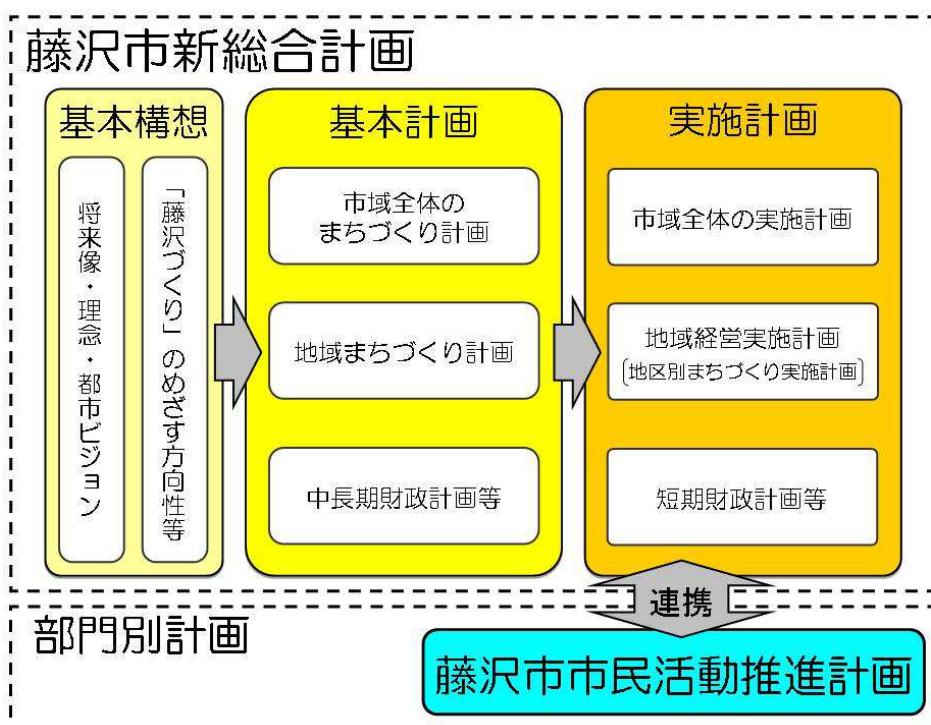 藤沢市新総合計画
基本構想
将来像・理念・都市ビジョン
「藤沢づくり」のめざす方向性等
基本計画
市域全体の
まちづくり計画
地域まちづくり計画
中長期財政計画等
実施計画
市域全体の実施計画
地域経営実施計画
[地区別まちづくり実施計画]
短期財政計画等
連携
部門別計画
藤沢市市民活動推進計画